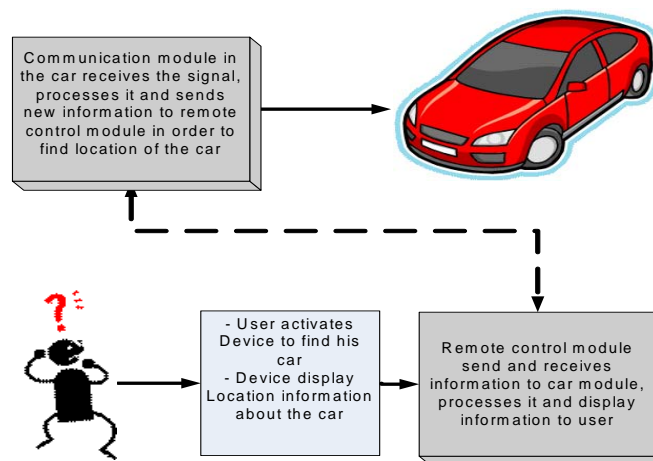 Communication module in
the car receives the signal,
processes it and sends
new information to remote
control module in order to
find location of the car
?
- User activates
Device to find his
car
- Device display
Location information
about the car
Remote control module
send and receives
information to car module,
processes it and display
information to user